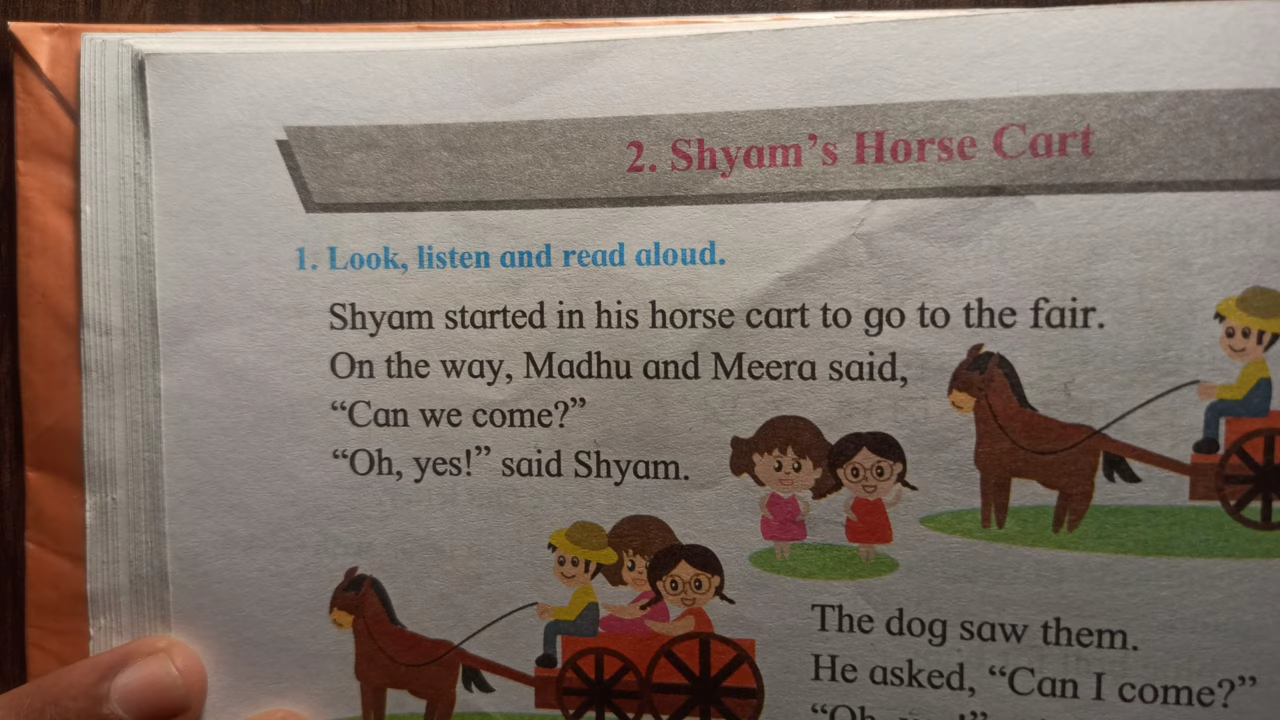 2. Shyam's Horse Cart
1. Look, listen and read aloud.
Shyam started in his horse cart to go to the fair.
On the way, Madhu and Meera said,
“Can we come?”
“Oh, yes!” said Shyam.
The dog saw them.
He asked, “Can I come?”
“Oh,